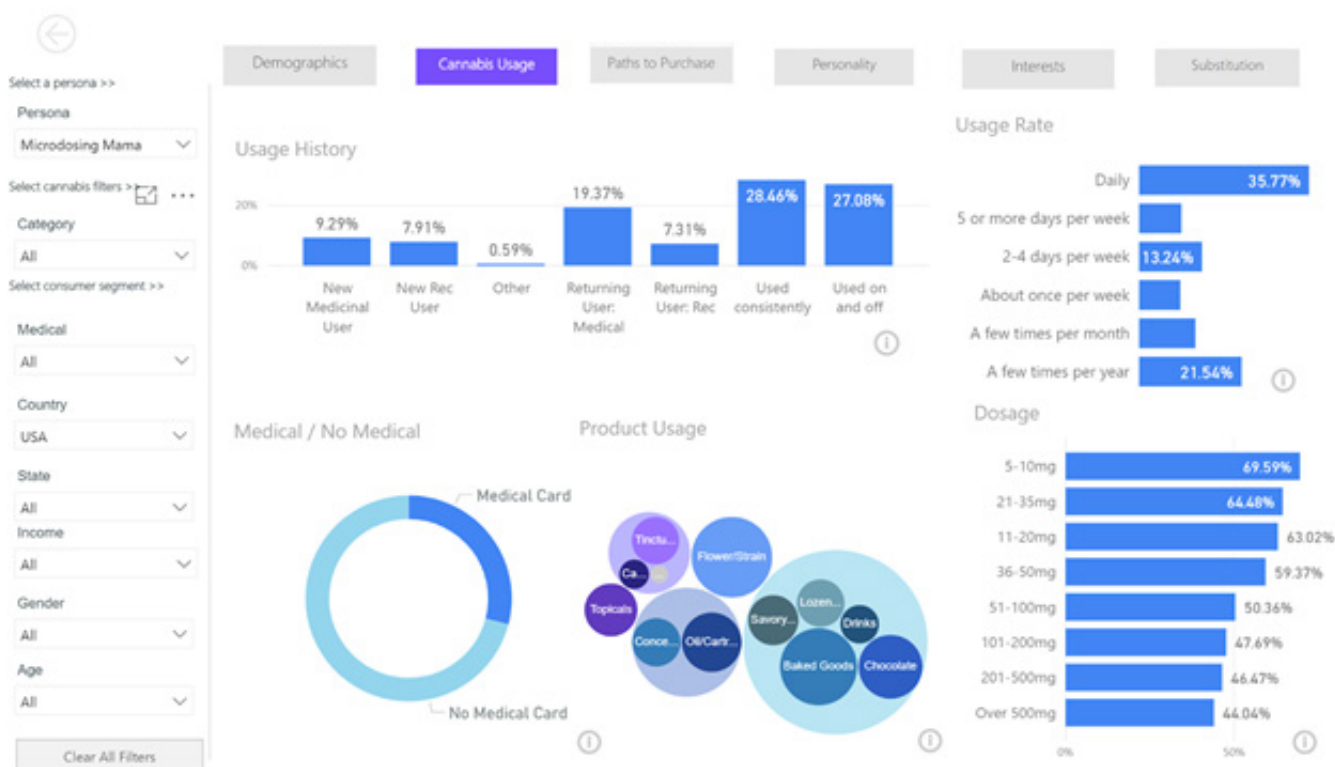 Demographics
Cannabis Usage
Paths to Purchase
Personality
Interests
Substitution
Select a persona >>
Persona
Microdosing Mama
Select cannabis filters >>
Category
All
Select consumer segment >>
Medical
All
Country
USA
State
All
Income
All
Gender
All
Age
All
Clear All Filters
Usage History
20%
0%
9.29%
7.91%
0.59%
19.37%
7.31%
28.46%
27.08%
New
Medicinal
User
New Rec
User
Other
Returning
User:
Medical
Returning
User: Rec
Used
consistently
Used on
and off
Usage Rate
Daily
35.77%
5 or more days per week
2-4 days per week
13.24%
About once per week
A few times per month
A few times per year
21.54%
Medical / No Medical
Medical Card
No Medical Card
Product Usage
Tinctu...
Ca...
...
Flower/Strain
Topicals
Conce...
Oil/Cartr...
Savory...
Lozen...
Drinks
Baked Goods
Chocolate
Dosage
5-10mg
69.59%
21-35mg
64.48%
11-20mg
63.02%
36-50mg
59.37%
51-100mg
50.36%
101-200mg
47.69%
201-500mg
46.47%
Over 500mg
44.04%
0%
50%